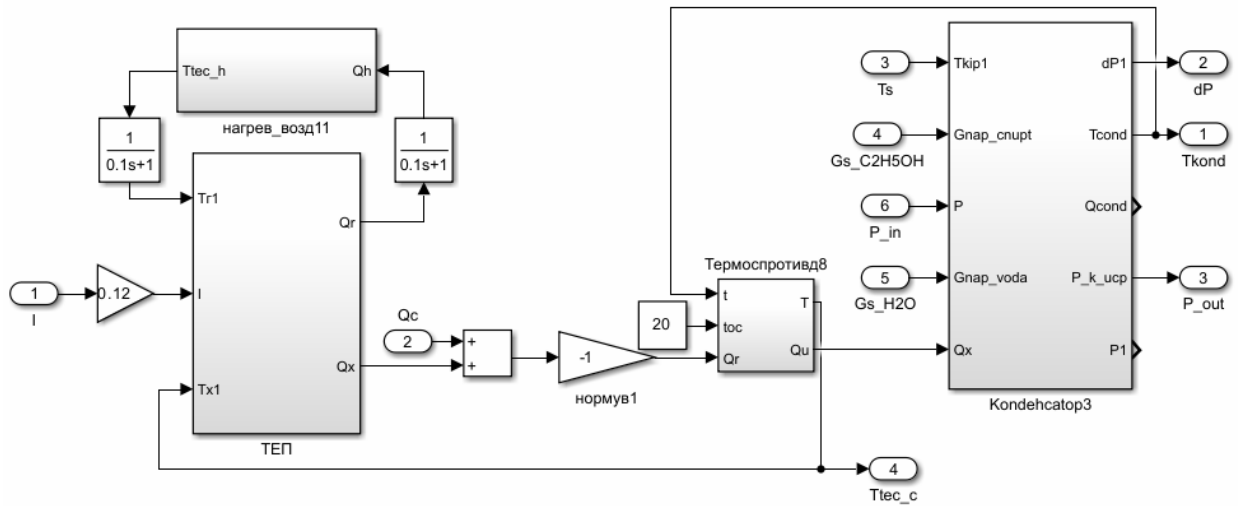 Ttec_h
Qh
нагрев_возд11
1
0.1s+1
1
0.1s+1
Tr1
Qr
I
Qx
Tx1
ТЕП
1
I
0.12
Qc
2
+
+
-1
нормув1
20
Термоспротивд8
t
toc
Qr
T
Qu
3
Ts
4
Gs_C2H5OH
6
P_in
5
Gs_H2O
Tkip1
Gnap_cnupt
P
Gnap_voda
Qx
dP1
Tcond
Qcond
P_k_ucp
P1
Kondehcatop3
2
dP
1
Tkond
3
P_out
4
Ttec_c